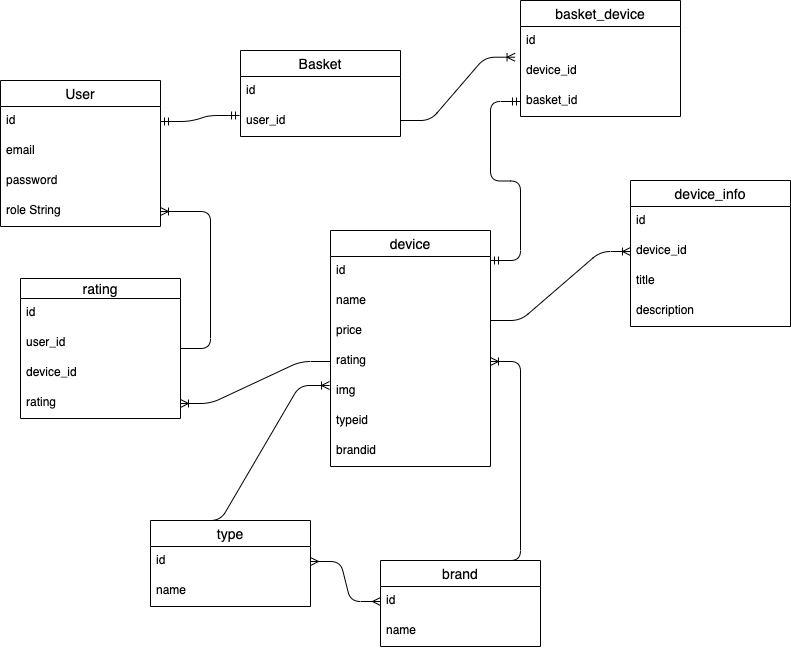 basket_device
id
device_id
basket_id
Basket
id
user_id
User
id
email
password
role String
device_info
id
device_id
title
description
device
id
name
price
rating
img
typeid
brandid
rating
id
user_id
device_id
rating
type
id
name
brand
id
name